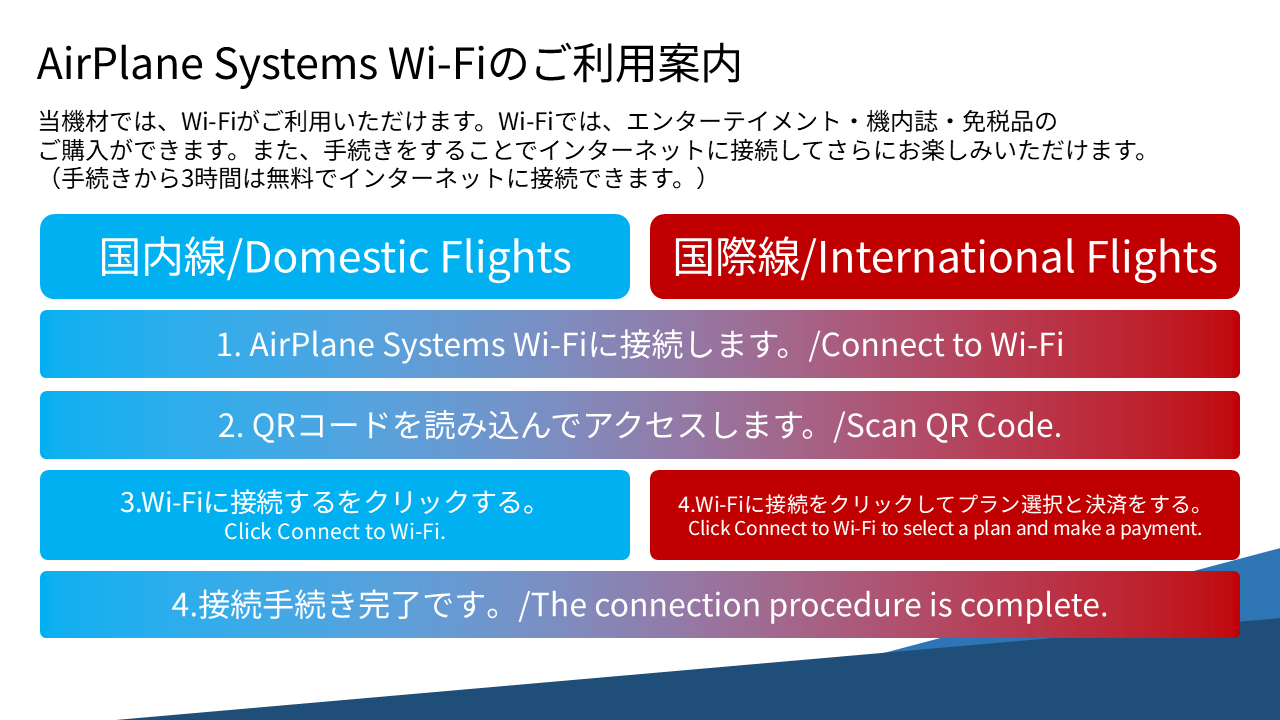 AirPlane Systems Wi-Fiのご利用案内
当機材では、Wi-Fiがご利用いただけます。Wi-Fiでは、エンターテイメント・機内誌・免税品の
ご購入ができます。また、手続きをすることでインターネットに接続してさらにお楽しみいただけます。
（手続きから3時間は無料でインターネットに接続できます。）
国内線/Domestic Flights
国際線/International Flights
1. AirPlane Systems Wi-Fiに接続します。/Connect to Wi-Fi
2. QRコードを読み込んでアクセスします。/Scan QR Code.
3.Wi-Fiに接続するをクリックする。
Click Connect to Wi-Fi.
4.Wi-Fiに接続をクリックしてプラン選択と決済をする。
Click Connect to Wi-Fi to select a plan and make a payment.
4.接続手続き完了です。/The connection procedure is complete.